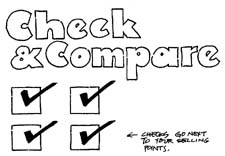 Check
&Compare
← CHECKS GO NEXT
TO YOUR SELLING
POINTS.